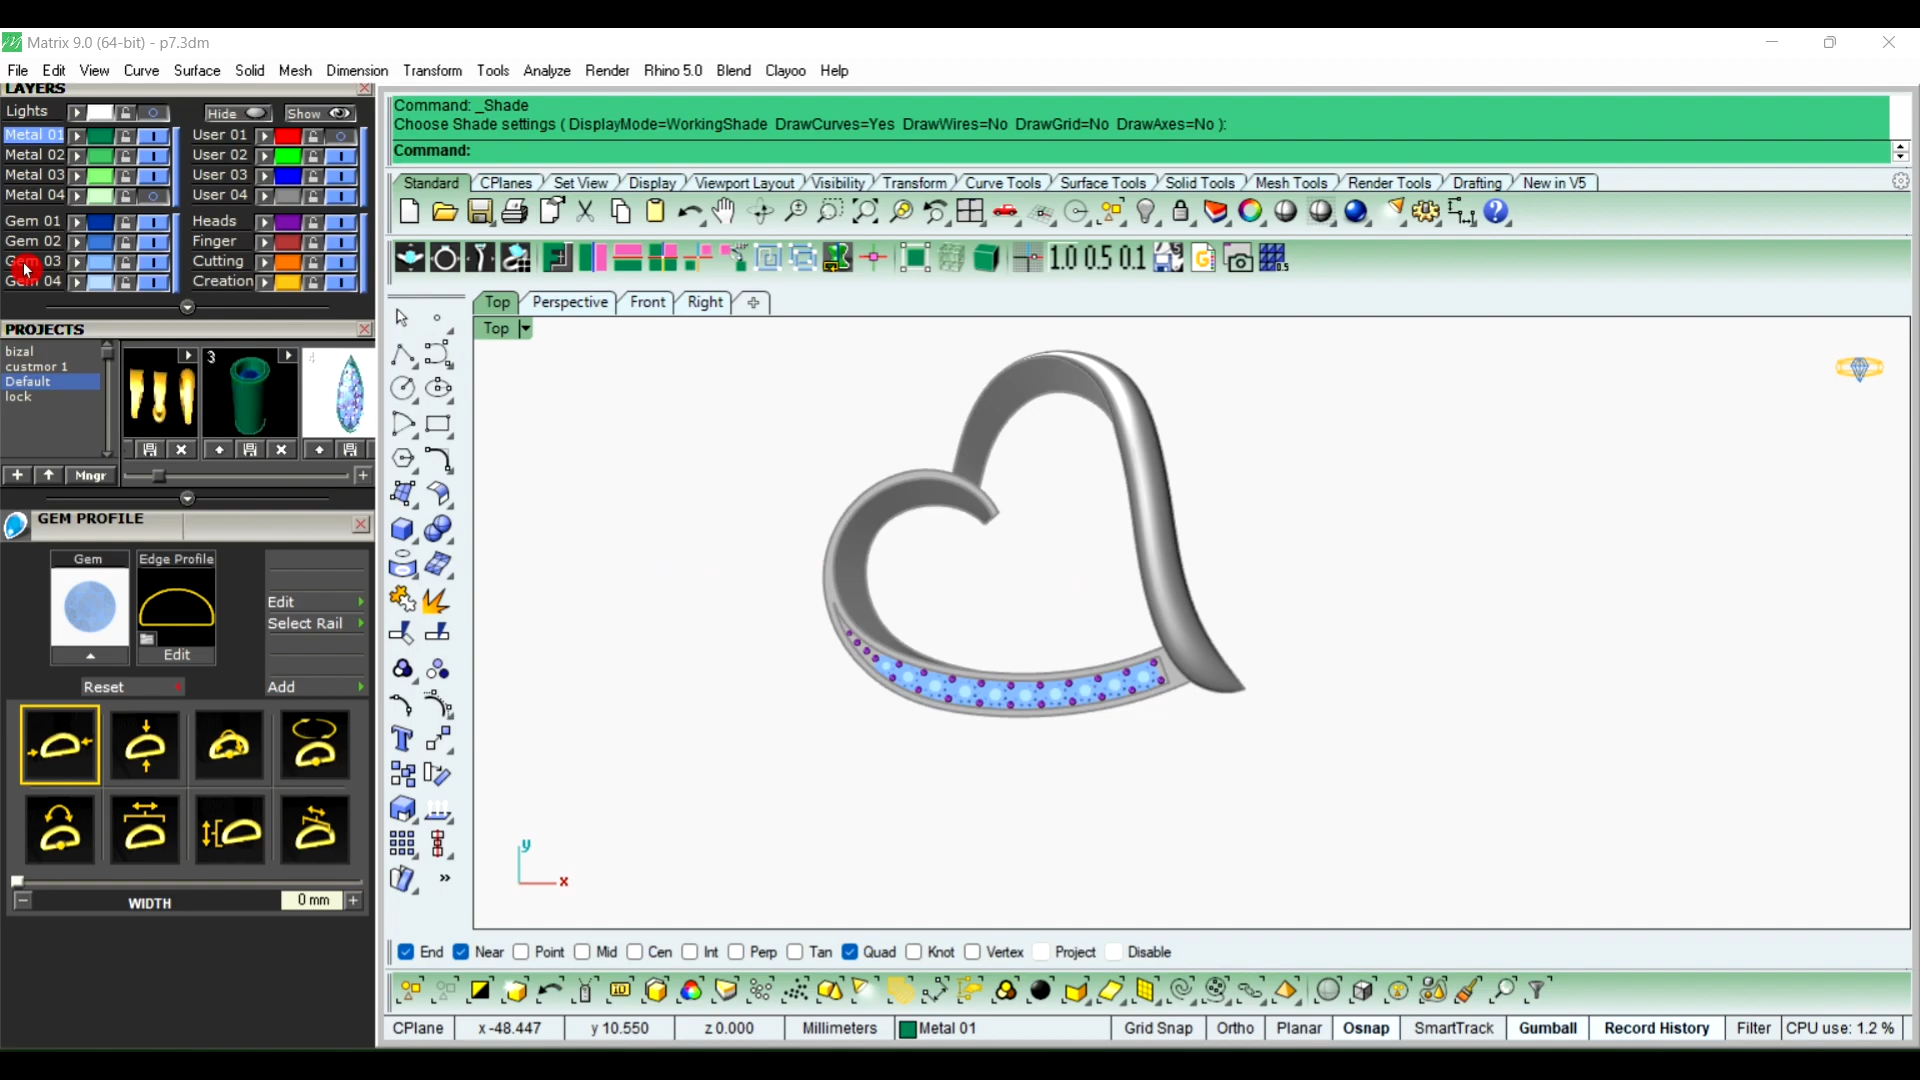 Matrix 9.0 (64-bit) - p7.3dm
File Edit View Curve Surface Solid Mesh Dimension Transform Tools Analyze Render Rhino 5.0 Blend Clayoo Help
LAYERS
Lights Hide Show
Metal 01 User 01
Metal 02 User 02
Metal 03 User 03
Metal 04 User 04
Gem 01 Heads
Gem 02 Finger
Gem 03 Cutting
Gem 04 Creation
Command: _Shade
Choose Shade settings ( DisplayMode=WorkingShade DrawCurves=Yes DrawWires=No DrawGrid=No DrawAxes=No ):
Command:
Standard CPlanes Set View Display Viewport Layout Visibility Transform Curve Tools Surface Tools Solid Tools Mesh Tools Render Tools Drafting New in V5
1.0 0.5 0.1
Top Perspective Front Right
Top
PROJECTS
bizal
custmor 1
Default
lock
3
4
Mngr
GEM PROFILE
Gem Edge Profile
Edit
Select Rail
Edit
Reset Add
WIDTH 0 mm
y
x
End Near Point Mid Cen Int Perp Tan Quad Knot Vertex Project Disable
CPlane x -48.447 y 10.550 z 0.000 Millimeters Metal 01 Grid Snap Ortho Planar Osnap SmartTrack Gumball Record History Filter CPU use: 1.2 %